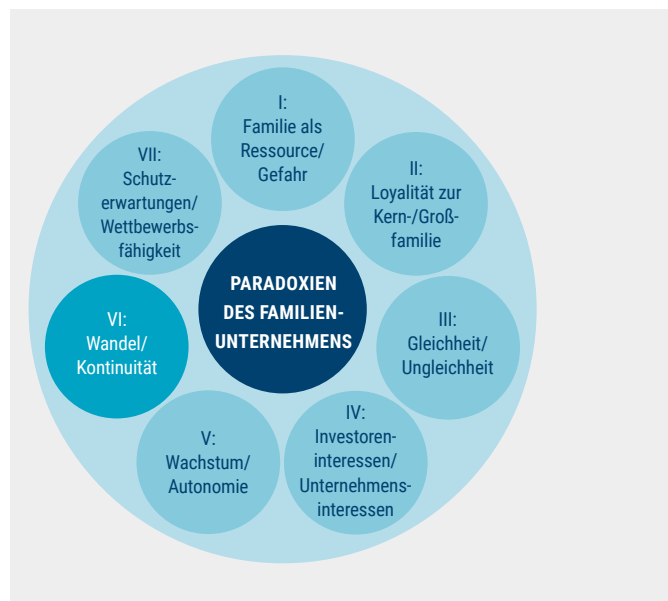 I:
Familie als
Ressource/
Gefahr
II:
Loyalität zur
Kern-/Groß-
familie
III:
Gleichheit/
Ungleichheit
IV:
Investoren-
interessen/
Unternehmens-
interessen
V:
Wachstum/
Autonomie
VI:
Wandel/
Kontinuität
VII:
Schutz-
erwartungen/
Wettbewerbs-
fähigkeit
PARADOXIEN
DES FAMILIEN-
UNTERNEHMENS